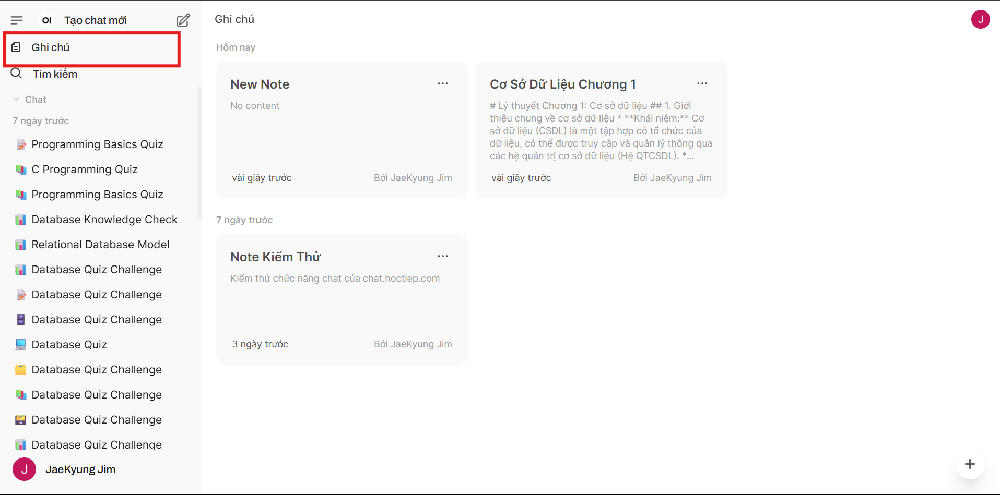 OI Tạo chat mới
Ghi chú
Tìm kiếm
Chat
7 ngày trước
Programming Basics Quiz
C Programming Quiz
Programming Basics Quiz
Database Knowledge Check
Relational Database Model
Database Quiz Challenge
Database Quiz Challenge
Database Quiz Challenge
Database Quiz
Database Quiz Challenge
Database Quiz Challenge
Database Quiz Challenge
Database Quiz Challenge
J JaeKyung Jim
Ghi chú
J
Hôm nay
New Note
No content
vài giây trước Bởi JaeKyung Jim
Cơ Sở Dữ Liệu Chương 1
# Lý thuyết Chương 1: Cơ sở dữ liệu ## 1. Giới
thiệu chung về cơ sở dữ liệu * **Khái niệm:** Cơ
sở dữ liệu (CSDL) là một tập hợp có tổ chức của
dữ liệu, có thể được truy cập và quản lý thông qua
các hệ quản trị cơ sở dữ liệu (Hệ QTCSDL). *...
vài giây trước Bởi JaeKyung Jim
7 ngày trước
Note Kiểm Thử
Kiểm thử chức năng chat của chat.hoctiep.com
3 ngày trước Bởi JaeKyung Jim